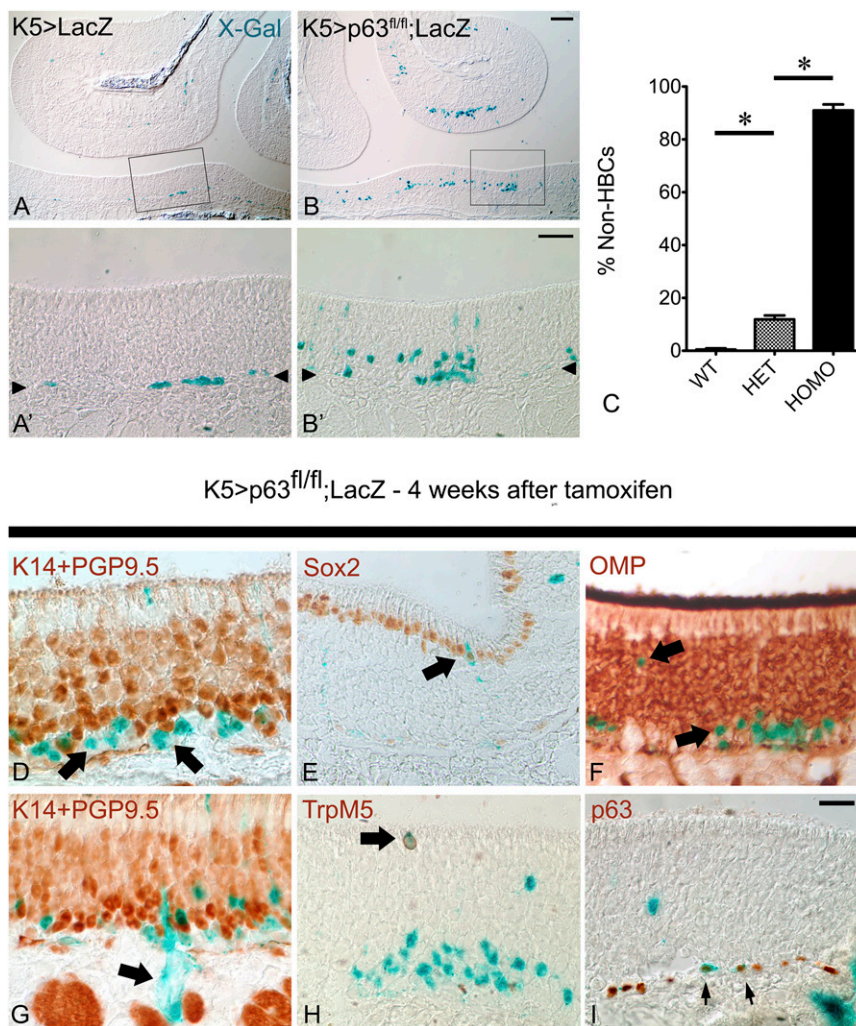 K5>LacZ
X-Gal
A
K5>p63fl/fl;LacZ
B
A'
B'
% Non-HBCs
100
80
60
40
20
0
*
*
WT
HET
HOMO
C
K5>p63fl/fl;LacZ - 4 weeks after tamoxifen
K14+PGP9.5
D
Sox2
E
OMP
F
K14+PGP9.5
G
TrpM5
H
p63
I